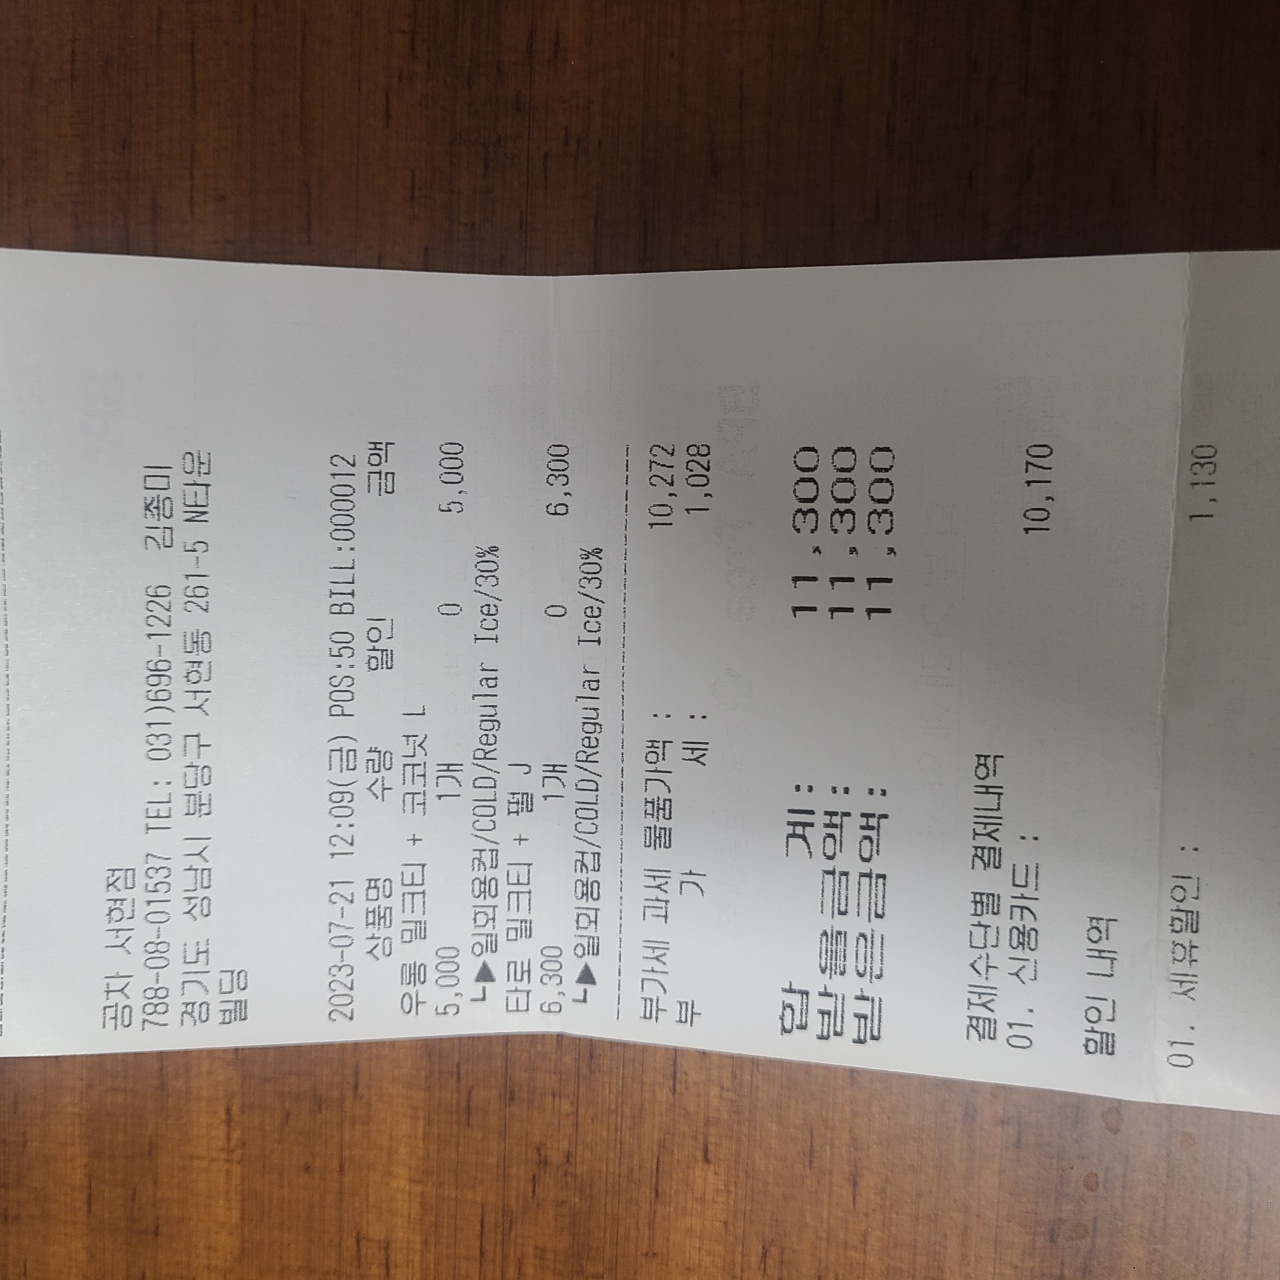 공차 서현점
788-08-01537 TEL: 031)696-1226 김종미
경기도 성남시 분당구 서현동 261-5 NE타운
빌딩
2023-07-21 12:09(금) POS:50 BILL:000012
상품명 수량 할인 금액
우롱 밀크티 + 코코넛 L
5,000 1개 0 5,000
┗▶일회용컵/COLD/Regular Ice/30%
타로 밀크티 + 펄 J
6,300 1개 0 6,300
┗▶일회용컵/COLD/Regular Ice/30%
부가세 과세 물품가액 : 10,272
부 가 세 : 1,028
합 계: 11,300
받을금액: 11,300
받은금액: 11,300
결제수단별 결제내역
01. 신용카드 : 10,170
할인 내역
01. 제휴할인 : 1,130